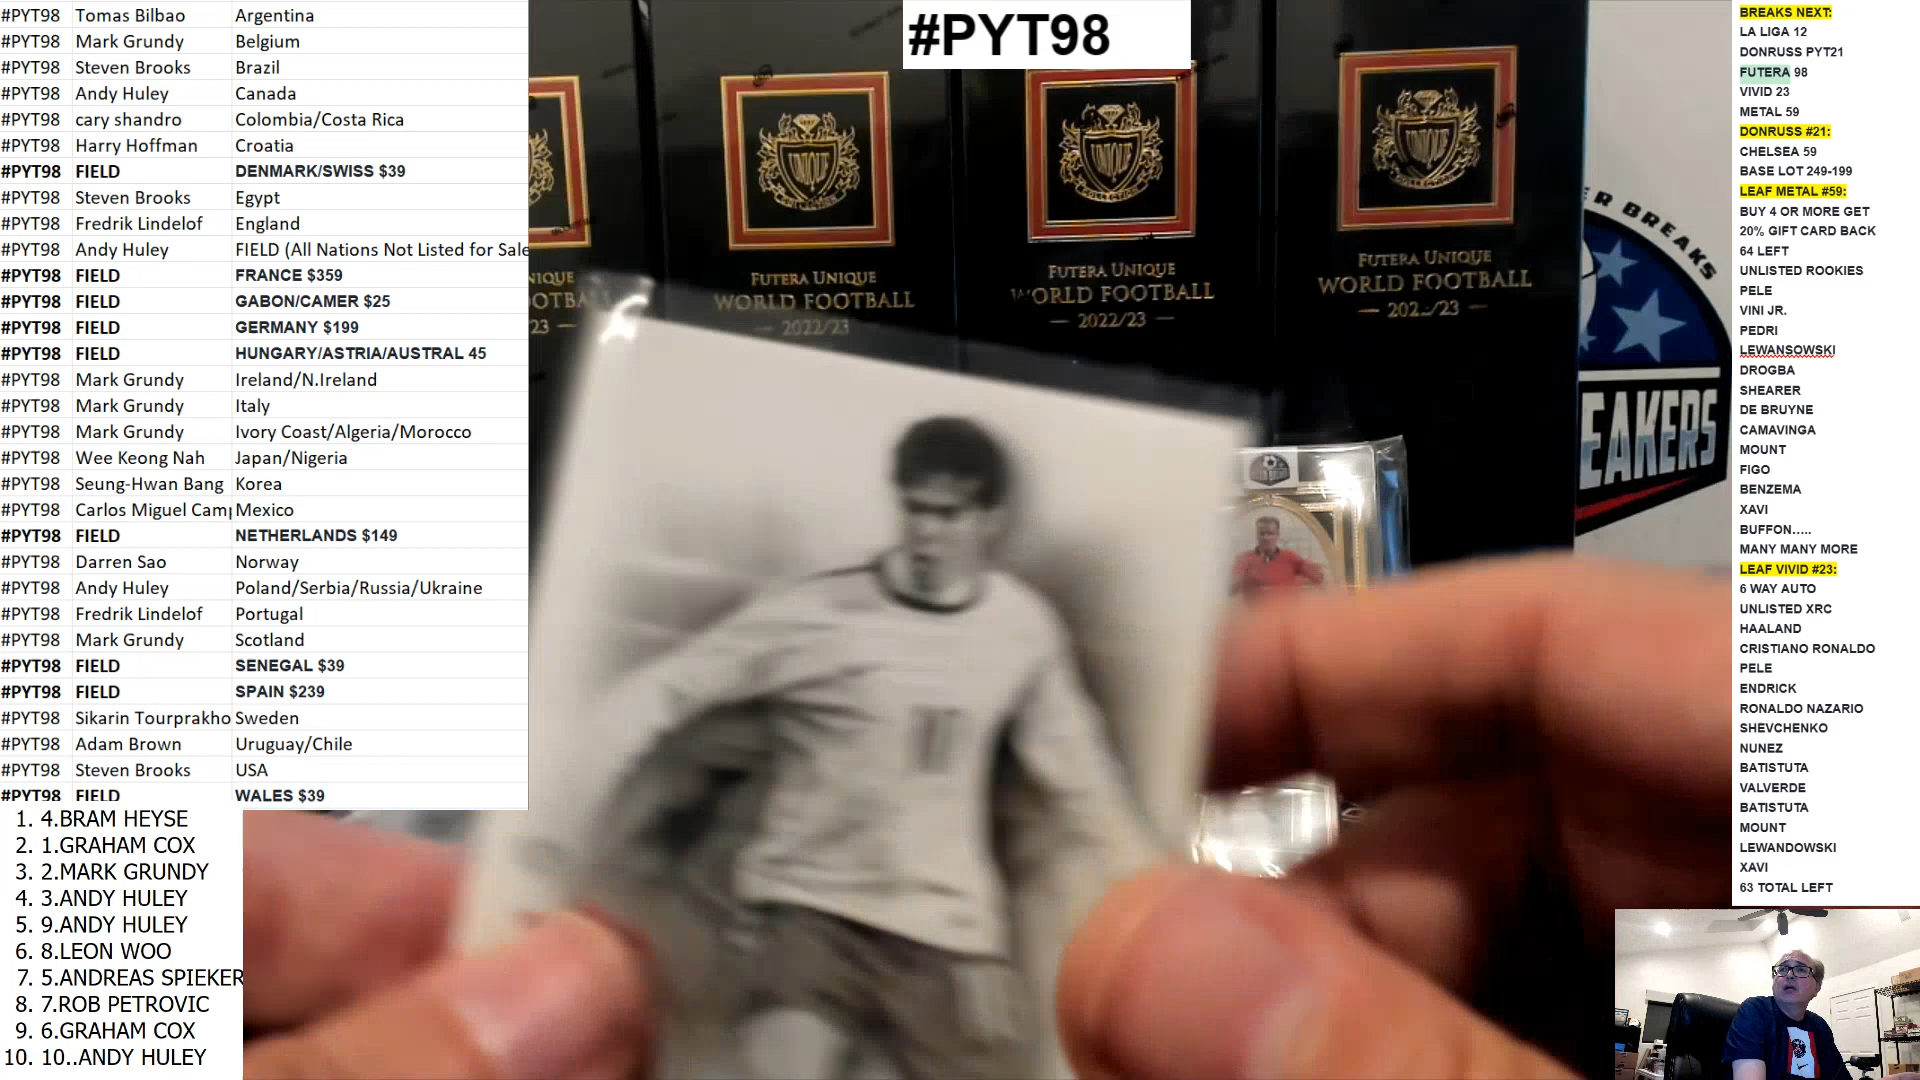 #PYT98 Tomas Bilbao Argentina
#PYT98 Mark Grundy Belgium
#PYT98 Steven Brooks Brazil
#PYT98 Andy Huley Canada
#PYT98 cary shandro Colombia/Costa Rica
#PYT98 Harry Hoffman Croatia
#PYT98 FIELD DENMARK/SWISS $39
#PYT98 Steven Brooks Egypt
#PYT98 Fredrik Lindelof England
#PYT98 Andy Huley FIELD (All Nations Not Listed for Sale
#PYT98 FIELD FRANCE $359
#PYT98 FIELD GABON/CAMER $25
#PYT98 FIELD GERMANY $199
#PYT98 FIELD HUNGARY/ASTRIA/AUSTRAL 45
#PYT98 Mark Grundy Ireland/N.Ireland
#PYT98 Mark Grundy Italy
#PYT98 Mark Grundy Ivory Coast/Algeria/Morocco
#PYT98 Wee Keong Nah Japan/Nigeria
#PYT98 Seung-Hwan Bang Korea
#PYT98 Carlos Miguel Cam Mexico
#PYT98 FIELD NETHERLANDS $149
#PYT98 Darren Sao Norway
#PYT98 Andy Huley Poland/Serbia/Russia/Ukraine
#PYT98 Fredrik Lindelof Portugal
#PYT98 Mark Grundy Scotland
#PYT98 FIELD SENEGAL $39
#PYT98 FIELD SPAIN $239
#PYT98 Sikarin Tourprakho Sweden
#PYT98 Adam Brown Uruguay/Chile
#PYT98 Steven Brooks USA
#PYT98 FIELD WALES $39
1. 4.BRAM HEYSE
2. 1.GRAHAM COX
3. 2.MARK GRUNDY
4. 3.ANDY HULEY
5. 9.ANDY HULEY
6. 8.LEON WOO
7. 5.ANDREAS SPIEKER
8. 7.ROB PETROVIC
9. 6.GRAHAM COX
10. 10..ANDY HULEY
#PYT98
UNIQUE
COLLECTION
FUTERA UNIQUE
WORLD FOOTBALL
— 2022/23 —
UNIQUE
COLLECTION
FUTERA UNIQUE
WORLD FOOTBALL
— 2022/23 —
UNIQUE
COLLECTION
FUTERA UNIQUE
WORLD FOOTBALL
NIQUE
OTBA
23 —
ER BREAKS
EAKERS
BREAKS NEXT:
LA LIGA 12
DONRUSS PYT21
FUTERA 98
VIVID 23
METAL 59
DONRUSS #21:
CHELSEA 59
BASE LOT 249-199
LEAF METAL #59:
BUY 4 OR MORE GET
20% GIFT CARD BACK
64 LEFT
UNLISTED ROOKIES
PELE
VINI JR.
PEDRI
LEWANSOWSKI
DROGBA
SHEARER
DE BRUYNE
CAMAVINGA
MOUNT
FIGO
BENZEMA
XAVI
BUFFON.....
MANY MANY MORE
LEAF VIVID #23:
6 WAY AUTO
UNLISTED XRC
HAALAND
CRISTIANO RONALDO
PELE
ENDRICK
RONALDO NAZARIO
SHEVCHENKO
NUNEZ
BATISTUTA
VALVERDE
BATISTUTA
MOUNT
LEWANDOWSKI
XAVI
63 TOTAL LEFT